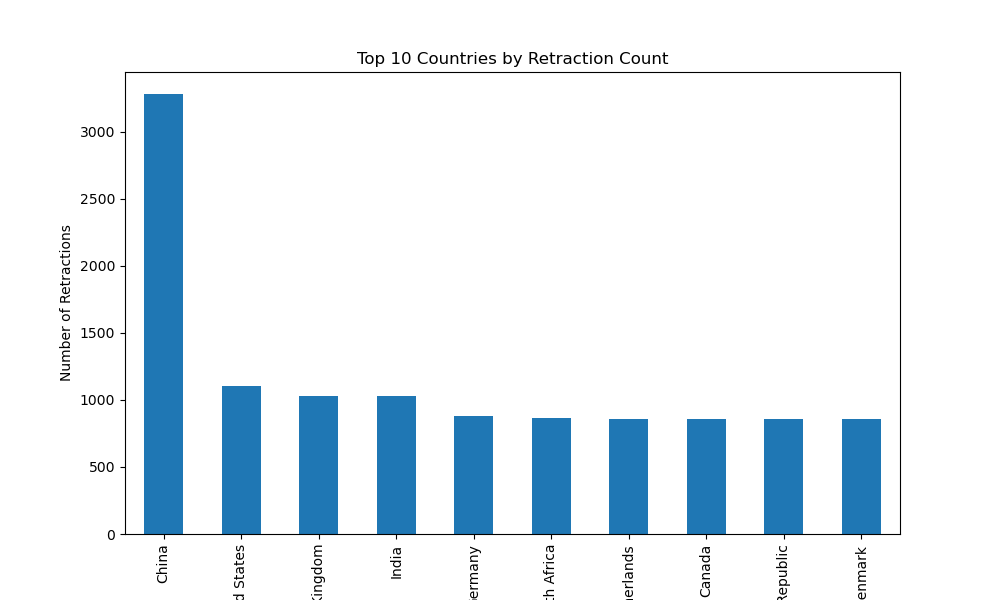 Top 10 Countries by Retraction Count
Number of Retractions
3000
2500
2000
1500
1000
500
0
China
d States
Kingdom
India
ermany
th Africa
herlands
Canada
Republic
enmark